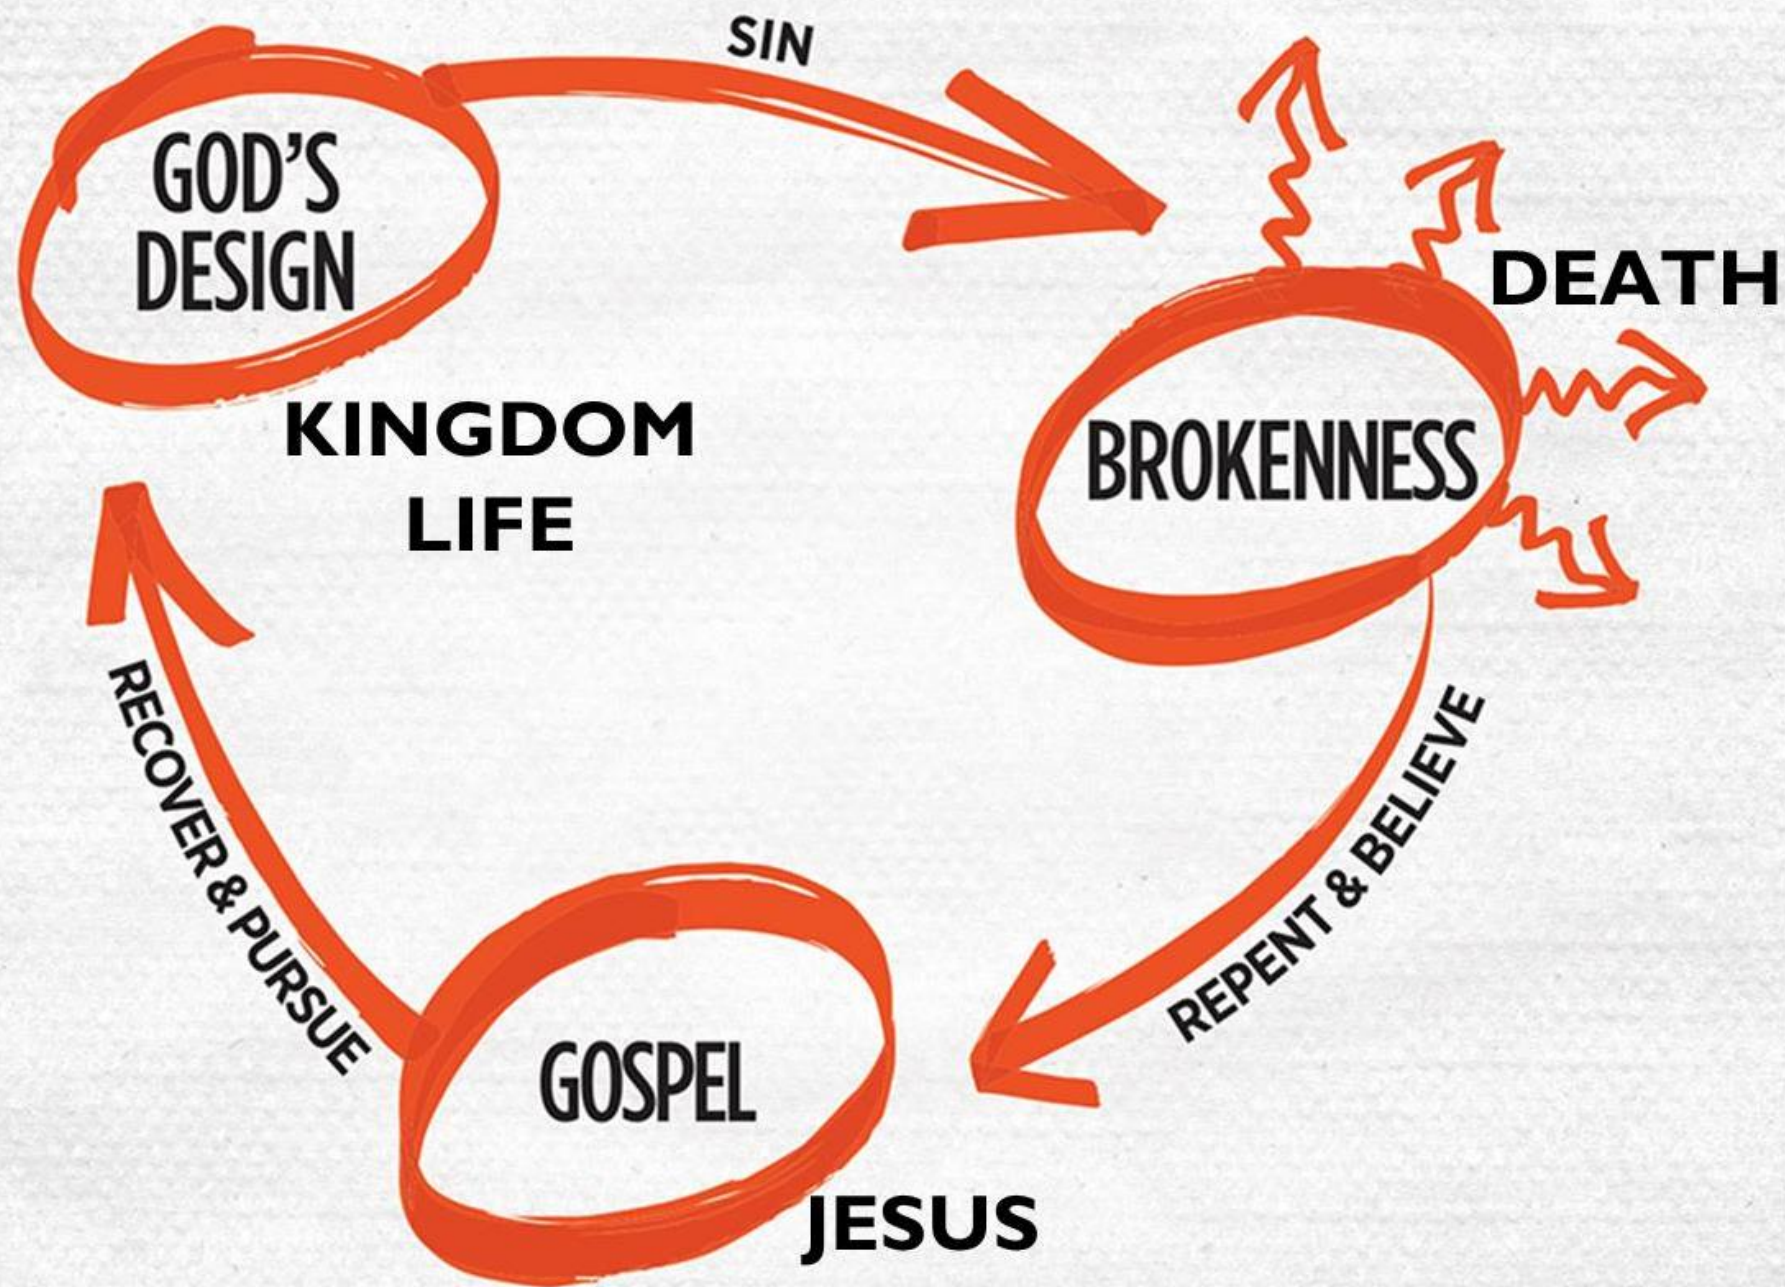 SIN
GOD'S
DESIGN
KINGDOM
LIFE
DEATH
BROKENNESS
REPENT & BELIEVE
GOSPEL
JESUS
RECOVER & PURSUE